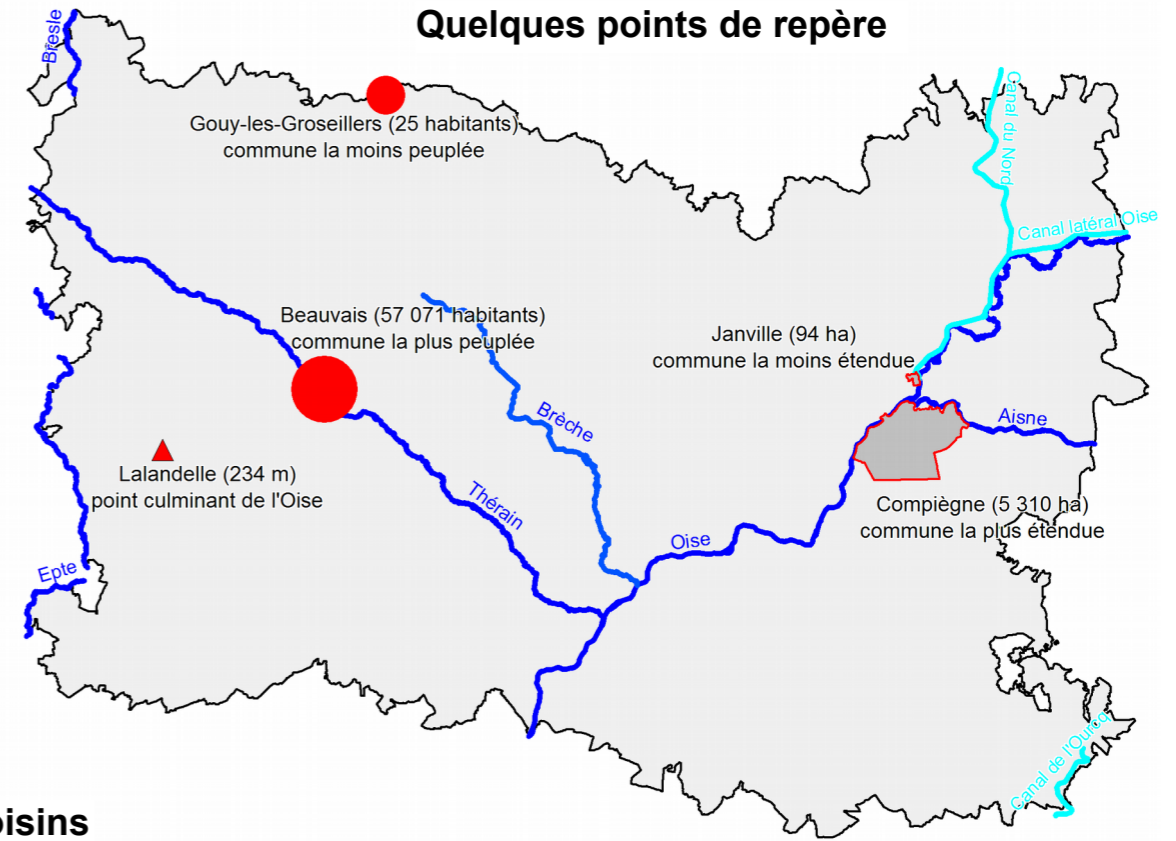 Quelques points de repère
Bresle
Gouy-les-Groseillers (25 habitants)
commune la moins peuplée
Canal du Nord
Canal latéral Oise
Beauvais (57 071 habitants)
commune la plus peuplée
Janville (94 ha)
commune la moins étendue
Brèche
Aisne
Lalandelle (234 m)
point culminant de l'Oise
Thérain
Compiègne (5 310 ha)
commune la plus étendue
Oise
Epte
Canal de l'Ourcq
oisins